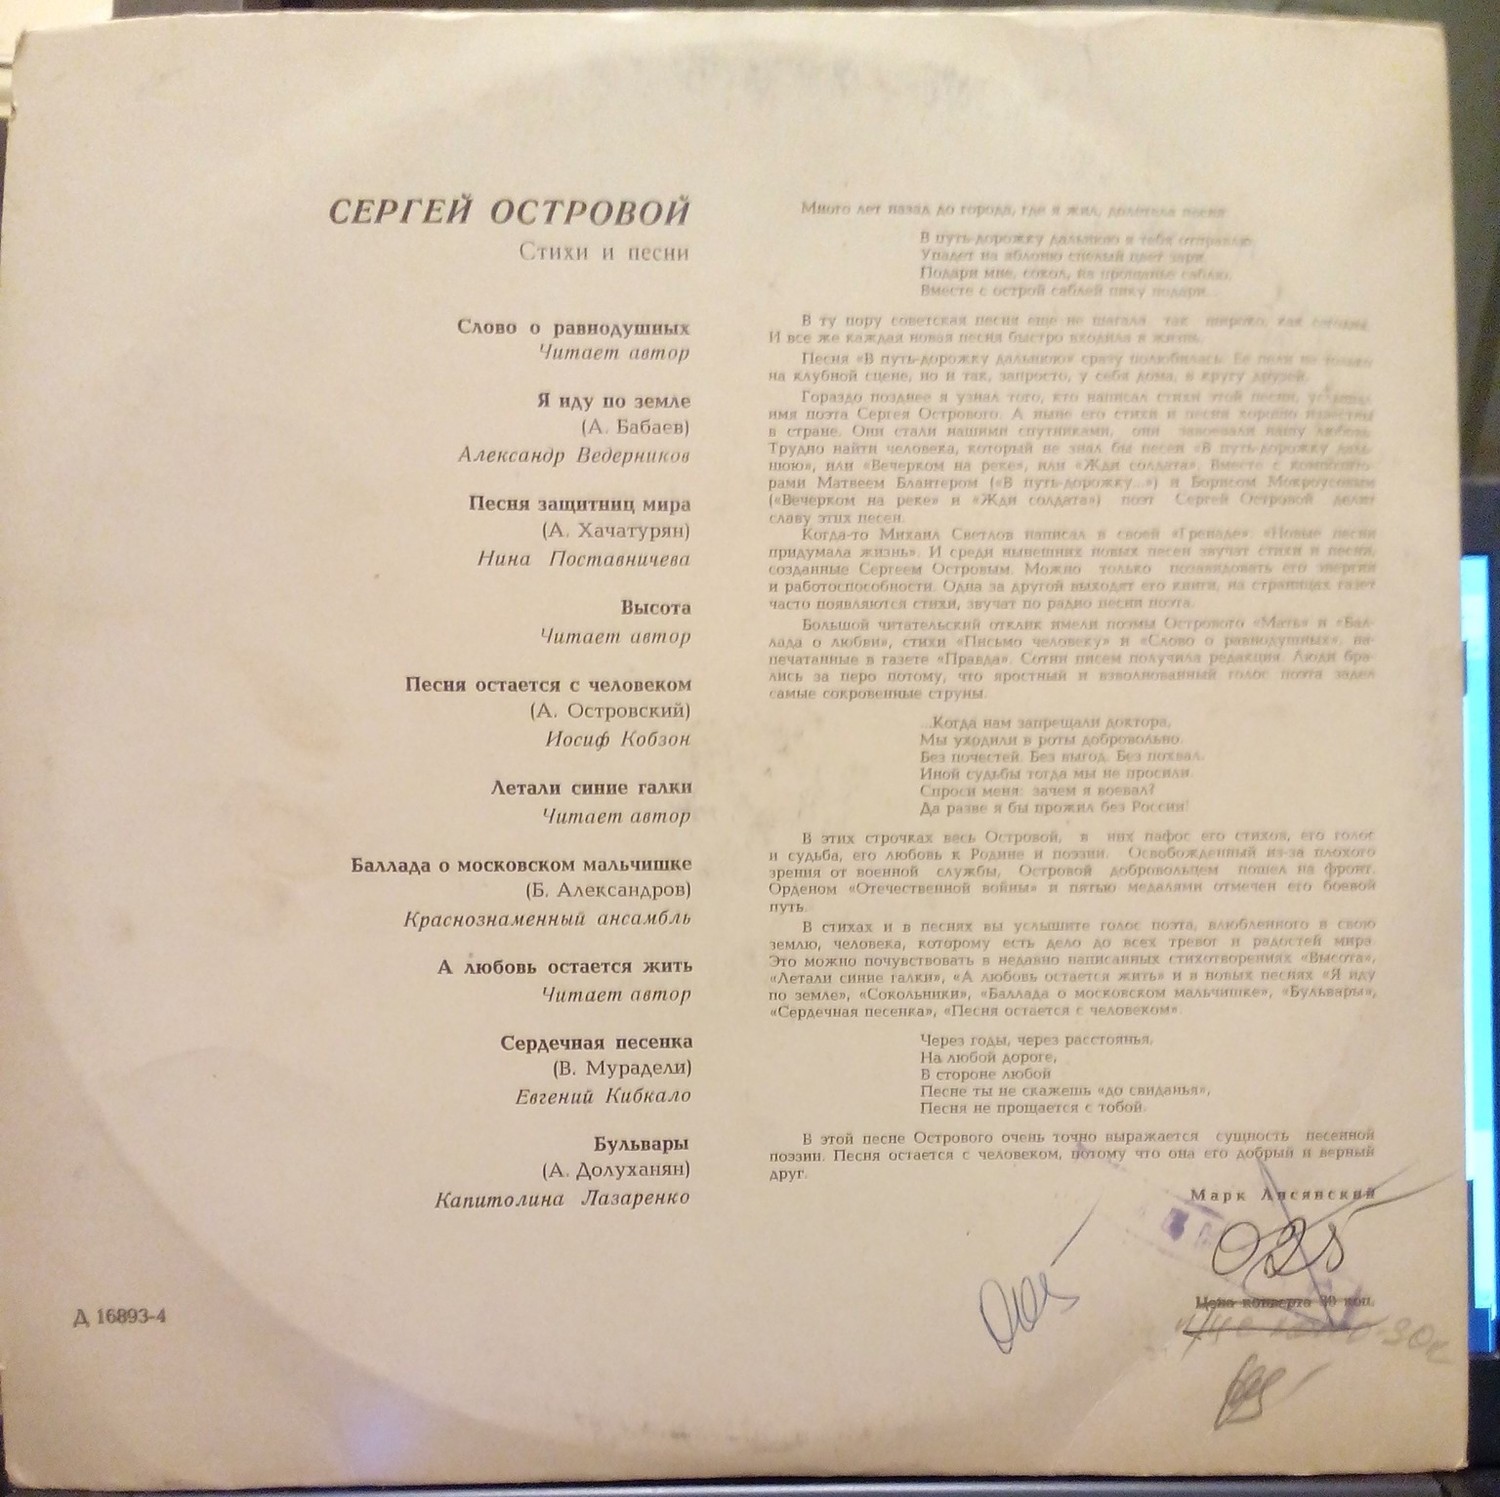 СЕРГЕЙ ОСТРОВОЙ
Стихи и песни
Слово о равнодушных
Читает автор
Я иду по земле
(А. Бабаев)
Александр Ведерников
Песня защитниц мира
(А. Хачатурян)
Нина Поставничева
Высота
Читает автор
Песня остается с человеком
(А. Островский)
Иосиф Кобзон
Летали синие галки
Читает автор
Баллада о московском мальчишке
(Б. Александров)
Краснознаменный ансамбль
А любовь остается жить
Читает автор
Сердечная песенка
(В. Мурадели)
Евгений Кибкало
Бульвары
(А. Долуханян)
Капитолина Лазаренко
Д 16893-4
Много лет назад до города, где я жил, долетела песня
В путь-дорожку дальнюю я тебя отправлю
Упадет на яблоню спелый цвет зари
Подари мне, сокол, на прощанье саблю,
Вместе с острой саблей пику подари...
В ту пору советская песня еще не шагала так широко, как сегодня
И все же каждая новая песня быстро входила в жизнь.
Песня «В путь-дорожку дальнюю» сразу полюбилась. Ее пели не только
на клубной сцене, но и так, запросто, у себя дома, в кругу друзей.
Гораздо позднее я узнал того, кто написал стихи этой песни,
имя поэта Сергея Острового. А ныне его стихи и песни хорошо известны
в стране. Они стали нашими спутниками, они завоевали нашу любовь.
Трудно найти человека, который не знал бы песен «В путь-дорожку даль-
нюю», или «Вечерком на реке», или «Жди солдата». Вместе с композито-
рами Матвеем Блантером («В путь-дорожку...») и Борисом Мокроусовым
(«Вечерком на реке» и «Жди солдата») поэт Сергей Островой делит
славу этих песен.
Когда-то Михаил Светлов написал в своей «Гренаде»: «Новые песни
придумала жизнь». И среди нынешних новых песен звучат стихи и песни,
созданные Сергеем Островым. Можно только позавидовать его энергии
и работоспособности. Одна за другой выходят его книги, на страницах газет
часто появляются стихи, звучат по радио песни поэта.
Большой читательский отклик имели поэмы Острового «Мать» и «Бал-
лада о любви», стихи «Письмо человеку» и «Слово о равнодушных», на-
печатанные в газете «Правда». Сотни писем получила редакция. Люди бра-
лись за перо потому, что яростный и взволнованный голос поэта задел
самые сокровенные струны.
...Когда нам запрещали доктора,
Мы уходили в роты добровольно.
Без почестей. Без выгод. Без похвал.
Иной судьбы тогда мы не просили.
Спроси меня: зачем я воевал?
Да разве я бы прожил без России!
В этих строчках весь Островой, в них пафос его стихов, его голос
и судьба, его любовь к Родине и поэзии. Освобожденный из-за плохого
зрения от военной службы, Островой добровольцем пошел на фронт.
Орденом «Отечественной войны» и пятью медалями отмечен его боевой
путь.
В стихах и в песнях вы услышите голос поэта, влюбленного в свою
землю, человека, которому есть дело до всех тревог и радостей мира.
Это можно почувствовать в недавно написанных стихотворениях «Высота»,
«Летали синие галки», «А любовь остается жить» и в новых песнях «Я иду
по земле», «Сокольники», «Баллада о московском мальчишке», «Бульвары»,
«Сердечная песенка», «Песня остается с человеком».
Через годы, через расстоянья,
На любой дороге,
В стороне любой
Песне ты не скажешь «до свиданья»,
Песня не прощается с тобой.
В этой песне Острового очень точно выражается сущность песенной
поэзии. Песня остается с человеком, потому что она его добрый и верный
друг.
Марк Лисянский
Цена конверта 30 коп.